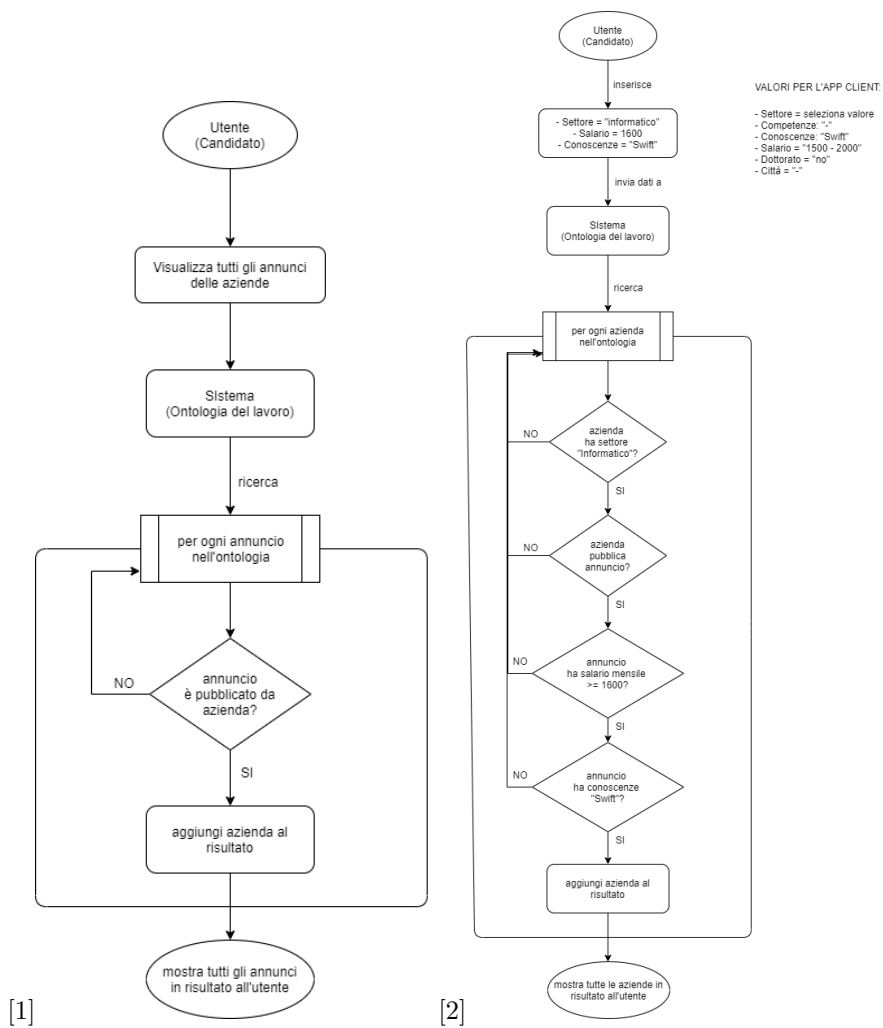 Utente
(Candidato)
Visualizza tutti gli annunci
delle aziende
SIstema
(Ontologia del lavoro)
ricerca
per ogni annuncio
nell'ontologia
NO
annuncio
è pubblicato da
azienda?
SI
aggiungi azienda al
risultato
mostra tutti gli annunci
in risultato all'utente
[1]
Utente
(Candidato)
inserisce
- Settore = "informatico"
- Salario = 1600
- Conoscenze = "Swift"
invia dati a
SIstema
(Ontologia del lavoro)
ricerca
per ogni azienda
nell'ontologia
NO
azienda
ha settore
"Informatico"?
SI
NO
azienda
pubblica
annuncio?
SI
NO
annuncio
ha salario mensile
>= 1600?
SI
NO
annuncio
ha conoscenze
"Swift"?
SI
aggiungi azienda al
risultato
mostra tutte le aziende in
risultato all'utente
[2]
VALORI PER L'APP CLIENT:
- Settore = seleziona valore
- Competenze: "-"
- Conoscenze: "Swift"
- Salario = "1500 - 2000"
- Dottorato = "no"
- Città = "-"